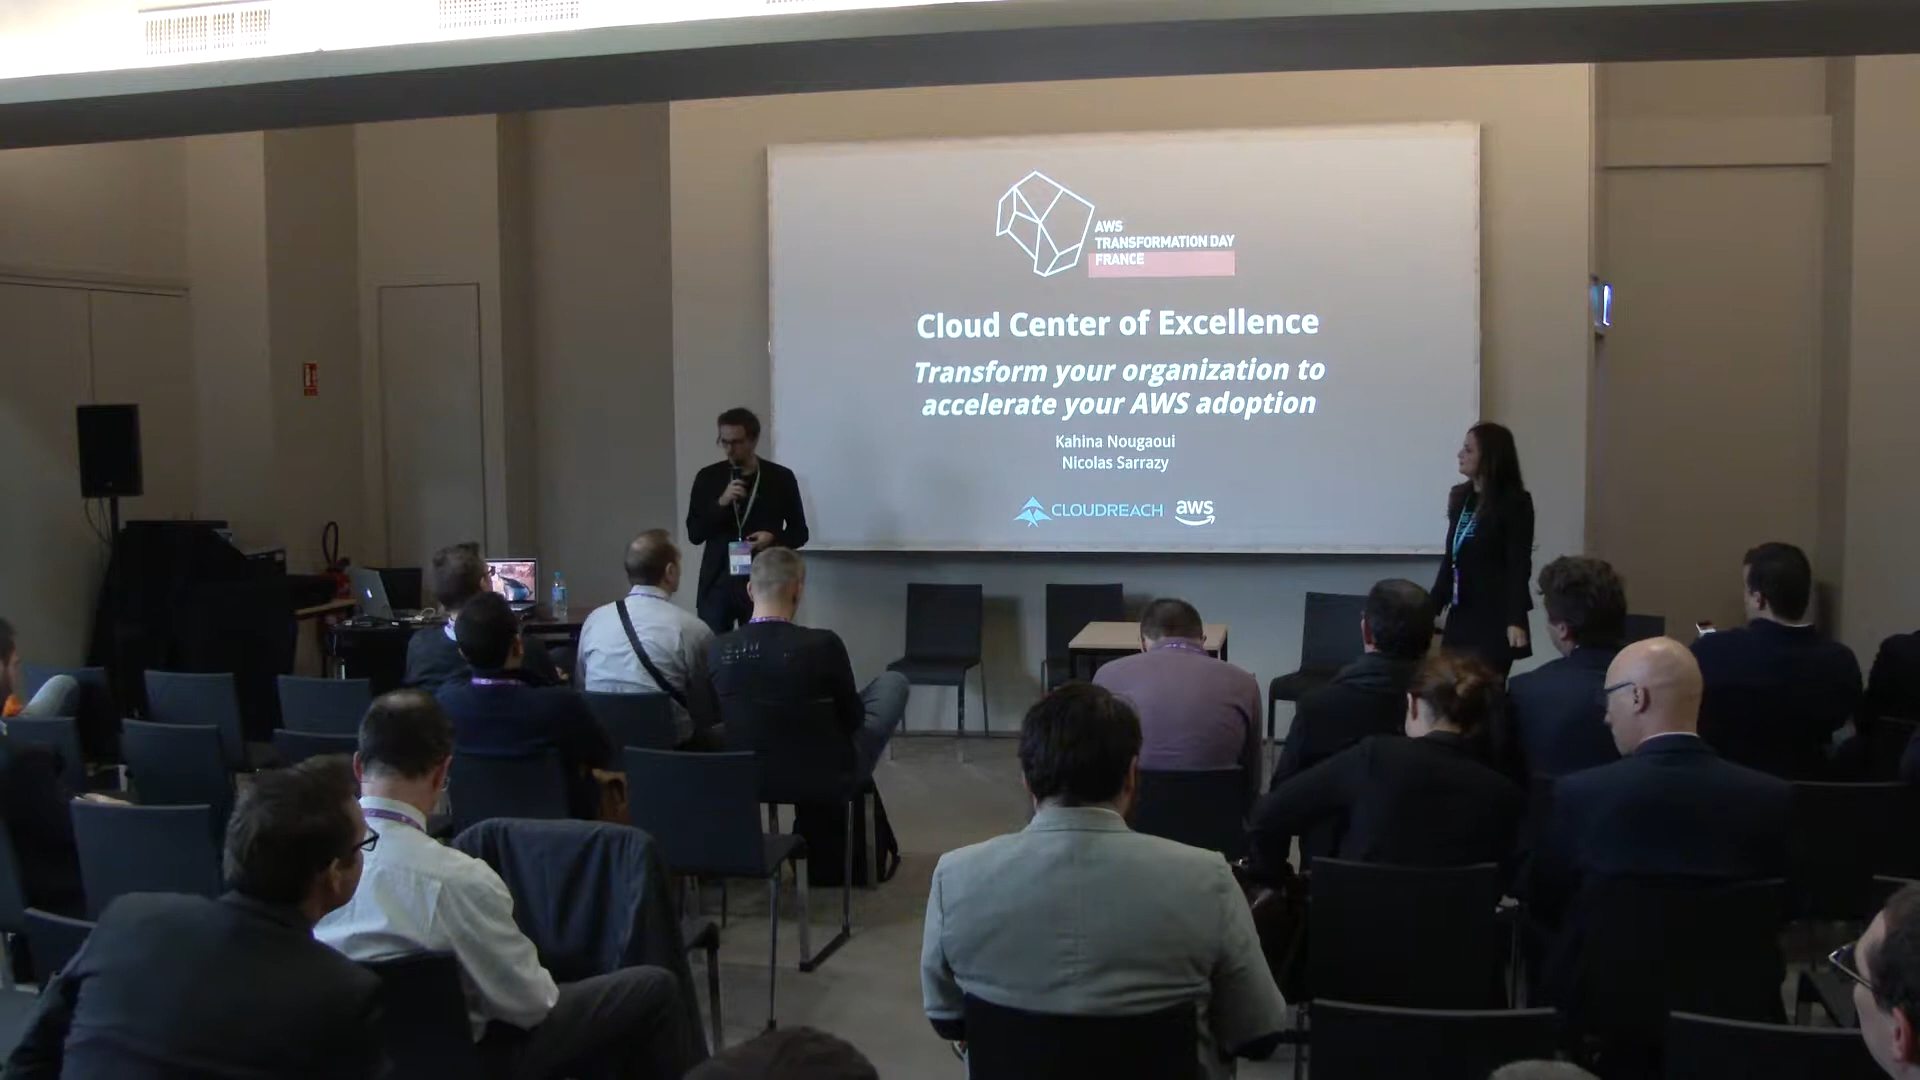 AWS
TRANSFORMATION DAY
FRANCE
Cloud Center of Excellence
Transform your organization to
accelerate your AWS adoption
Kahina Nougaoui
Nicolas Sarrazy
CLOUDREACH aws